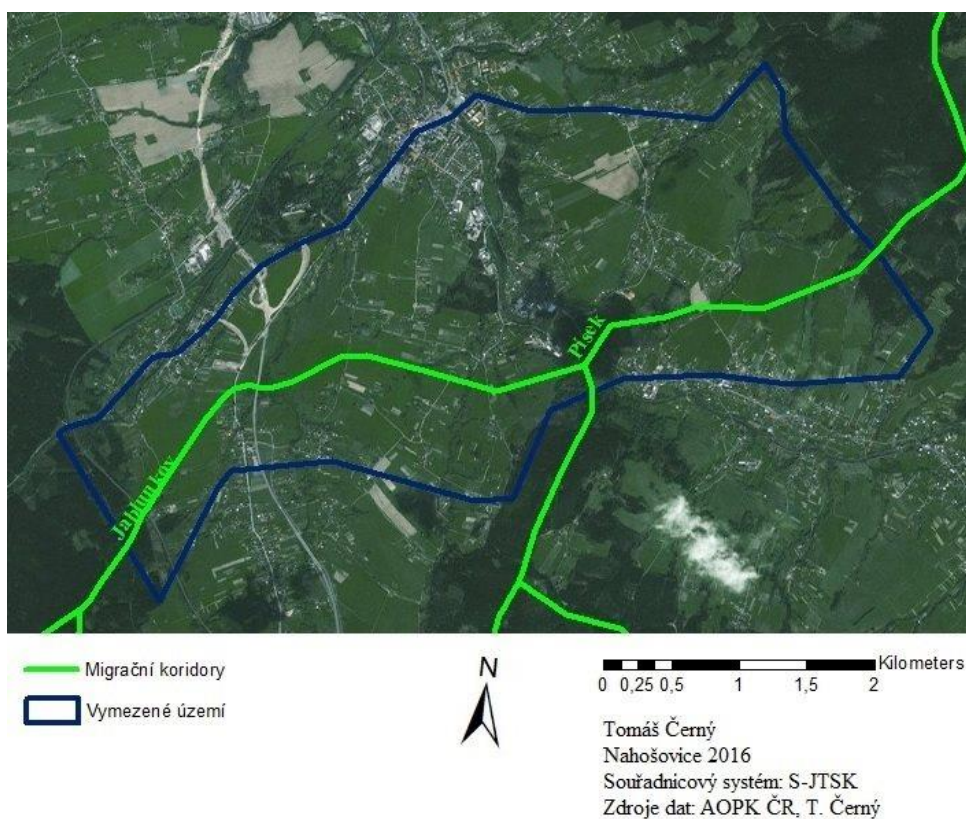 Písek
Jablunkov
Migrační koridory
Vymezené území
N
Kilometers
0 0,25 0,5 1 1,5 2
Tomáš Černý
Nahošovice 2016
Souřadnicový systém: S-JTSK
Zdroje dat: AOPK ČR, T. Černý